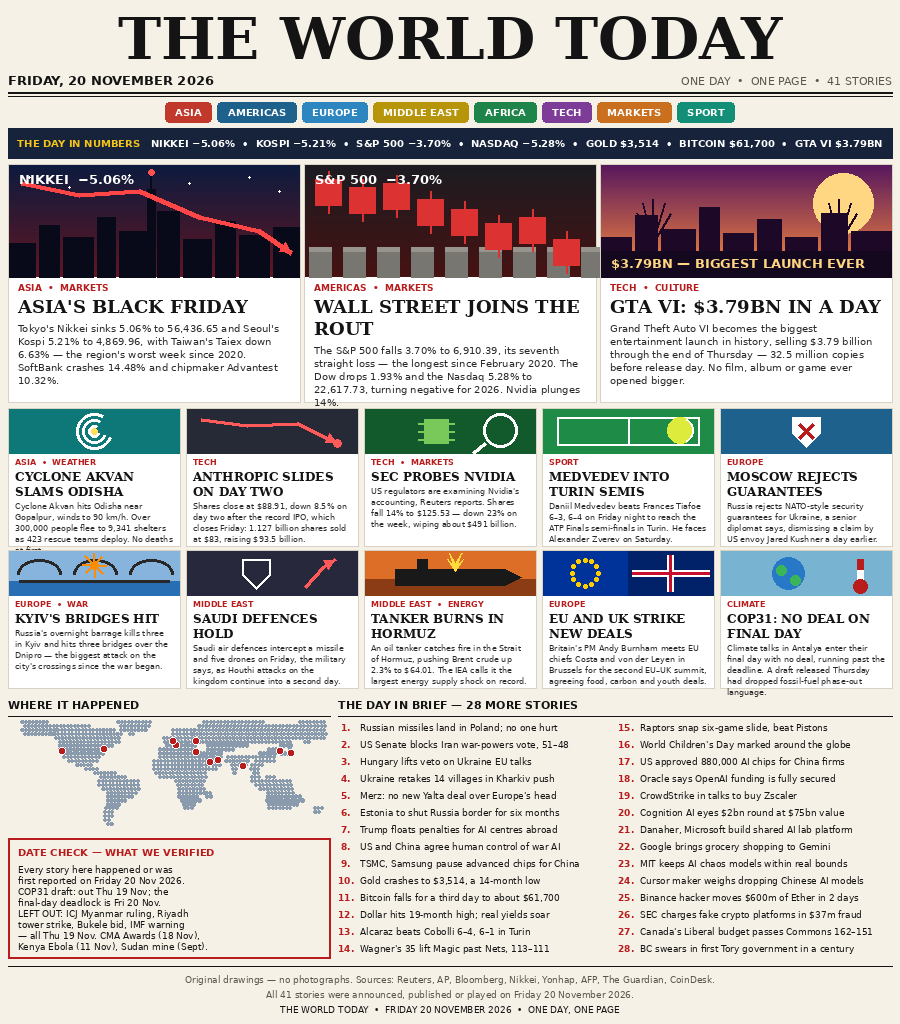 THE WORLD TODAY
FRIDAY, 20 NOVEMBER 2026
ONE DAY • ONE PAGE • 41 STORIES
ASIA
AMERICAS
EUROPE
MIDDLE EAST
AFRICA
TECH
MARKETS
SPORT
THE DAY IN NUMBERS NIKKEI −5.06% • KOSPI −5.21% • S&P 500 −3.70% • NASDAQ −5.28% • GOLD $3,514 • BITCOIN $61,700 • GTA VI $3.79BN
NIKKEI −5.06%
ASIA • MARKETS
ASIA'S BLACK FRIDAY
Tokyo's Nikkei sinks 5.06% to 56,436.65 and Seoul's
Kospi 5.21% to 4,869.96, with Taiwan's Taiex down
6.63% — the region's worst week since 2020.
SoftBank crashes 14.48% and chipmaker Advantest
10.32%.
S&P 500 −3.70%
AMERICAS • MARKETS
WALL STREET JOINS THE
ROUT
The S&P 500 falls 3.70% to 6,910.39, its seventh
straight loss — the longest since February 2020. The
Dow drops 1.93% and the Nasdaq 5.28% to
22,617.73, turning negative for 2026. Nvidia plunges
14%.
$3.79BN — BIGGEST LAUNCH EVER
TECH • CULTURE
GTA VI: $3.79BN IN A DAY
Grand Theft Auto VI becomes the biggest
entertainment launch in history, selling $3.79 billion
through the end of Thursday — 32.5 million copies
before release day. No film, album or game ever
opened bigger.
ASIA • WEATHER
CYCLONE AKVAN
SLAMS ODISHA
Cyclone Akvan hits Odisha near
Gopalpur, winds to 90 km/h. Over
300,000 people flee to 9,341 shelters
as 423 rescue teams deploy. No deaths
at first.
TECH
ANTHROPIC SLIDES
ON DAY TWO
Shares close at $88.91, down 8.5% on
day two after the record IPO, which
closes Friday: 1.127 billion shares sold
at $83, raising $93.5 billion.
TECH • MARKETS
SEC PROBES NVIDIA
US regulators are examining Nvidia's
accounting, Reuters reports. Shares
fall 14% to $125.53 — down 23% on
the week, wiping about $491 billion.
SPORT
MEDVEDEV INTO
TURIN SEMIS
Daniil Medvedev beats Frances Tiafoe
6–3, 6–4 on Friday night to reach the
ATP Finals semi-finals in Turin. He faces
Alexander Zverev on Saturday.
EUROPE
MOSCOW REJECTS
GUARANTEES
Russia rejects NATO-style security
guarantees for Ukraine, a senior
diplomat says, dismissing a claim by
US envoy Jared Kushner a day earlier.
EUROPE • WAR
KYIV'S BRIDGES HIT
Russia's overnight barrage kills three
in Kyiv and hits three bridges over the
Dnipro — the biggest attack on the
city's crossings since the war began.
MIDDLE EAST
SAUDI DEFENCES
HOLD
Saudi air defences intercept a missile
and five drones on Friday, the military
says, as Houthi attacks on the
kingdom continue into a second day.
MIDDLE EAST • ENERGY
TANKER BURNS IN
HORMUZ
An oil tanker catches fire in the Strait
of Hormuz, pushing Brent crude up
2.3% to $64.01. The IEA calls it the
largest energy supply shock on record.
EUROPE
EU AND UK STRIKE
NEW DEALS
Britain's PM Andy Burnham meets EU
chiefs Costa and von der Leyen in
Brussels for the second EU–UK summit,
agreeing food, carbon and youth deals.
CLIMATE
COP31: NO DEAL ON
FINAL DAY
Climate talks in Antalya enter their
final day with no deal, running past the
deadline. A draft released Thursday
had dropped fossil-fuel phase-out
language.
WHERE IT HAPPENED
DATE CHECK — WHAT WE VERIFIED
Every story here happened or was
first reported on Friday 20 Nov 2026.
COP31 draft: out Thu 19 Nov; the
final-day deadline is Fri 20 Nov.
LEFT OUT: ICJ Myanmar ruling, Riyadh
tower strike, Bukele bid, IMF warning
— all Thu 19 Nov. CMA Awards (18 Nov),
Kenya Ebola (11 Nov), Sudan mine (Sept).
THE DAY IN BRIEF — 28 MORE STORIES
1. Russian missiles land in Poland; no one hurt
2. US Senate blocks Iran war-powers vote, 51–48
3. Hungary lifts veto on Ukraine EU talks
4. Ukraine retakes 14 villages in Kharkiv push
5. Merz: no new Yalta deal over Europe's head
6. Estonia to shut Russia border for six months
7. Trump floats penalties for AI centres abroad
8. US and China agree human control of war AI
9. TSMC, Samsung pause advanced chips for China
10. Gold crashes to $3,514, a 14-month low
11. Bitcoin falls for a third day to about $61,700
12. Dollar hits 19-month high; real yields soar
13. Alcaraz beats Cobolli 6–4, 6–1 in Turin
14. Wagner's 35 lift Magic past Nets, 113–111
15. Raptors snap six-game slide, beat Pistons
16. World Children's Day marked around the globe
17. US approved 880,000 AI chips for China firms
18. Oracle says OpenAI funding is fully secured
19. CrowdStrike in talks to buy Zscaler
20. Cognition AI eyes $2bn round at $75bn value
21. Danaher, Microsoft build shared AI lab platform
22. Google brings grocery shopping to Gemini
23. MIT keeps AI chaos models within real bounds
24. Cursor maker weighs dropping Chinese AI models
25. Binance hacker moves $600m of Ether in 2 days
26. SEC charges fake crypto platforms in $37m fraud
27. Canada's Liberal budget passes Commons 162–151
28. BC swears in first Tory government in a century
Original drawings — no photographs. Sources: Reuters, AP, Bloomberg, Nikkei, Yonhap, AFP, The Guardian, CoinDesk.
All 41 stories were announced, published or played on Friday 20 November 2026.
THE WORLD TODAY • FRIDAY 20 NOVEMBER 2026 • ONE DAY, ONE PAGE